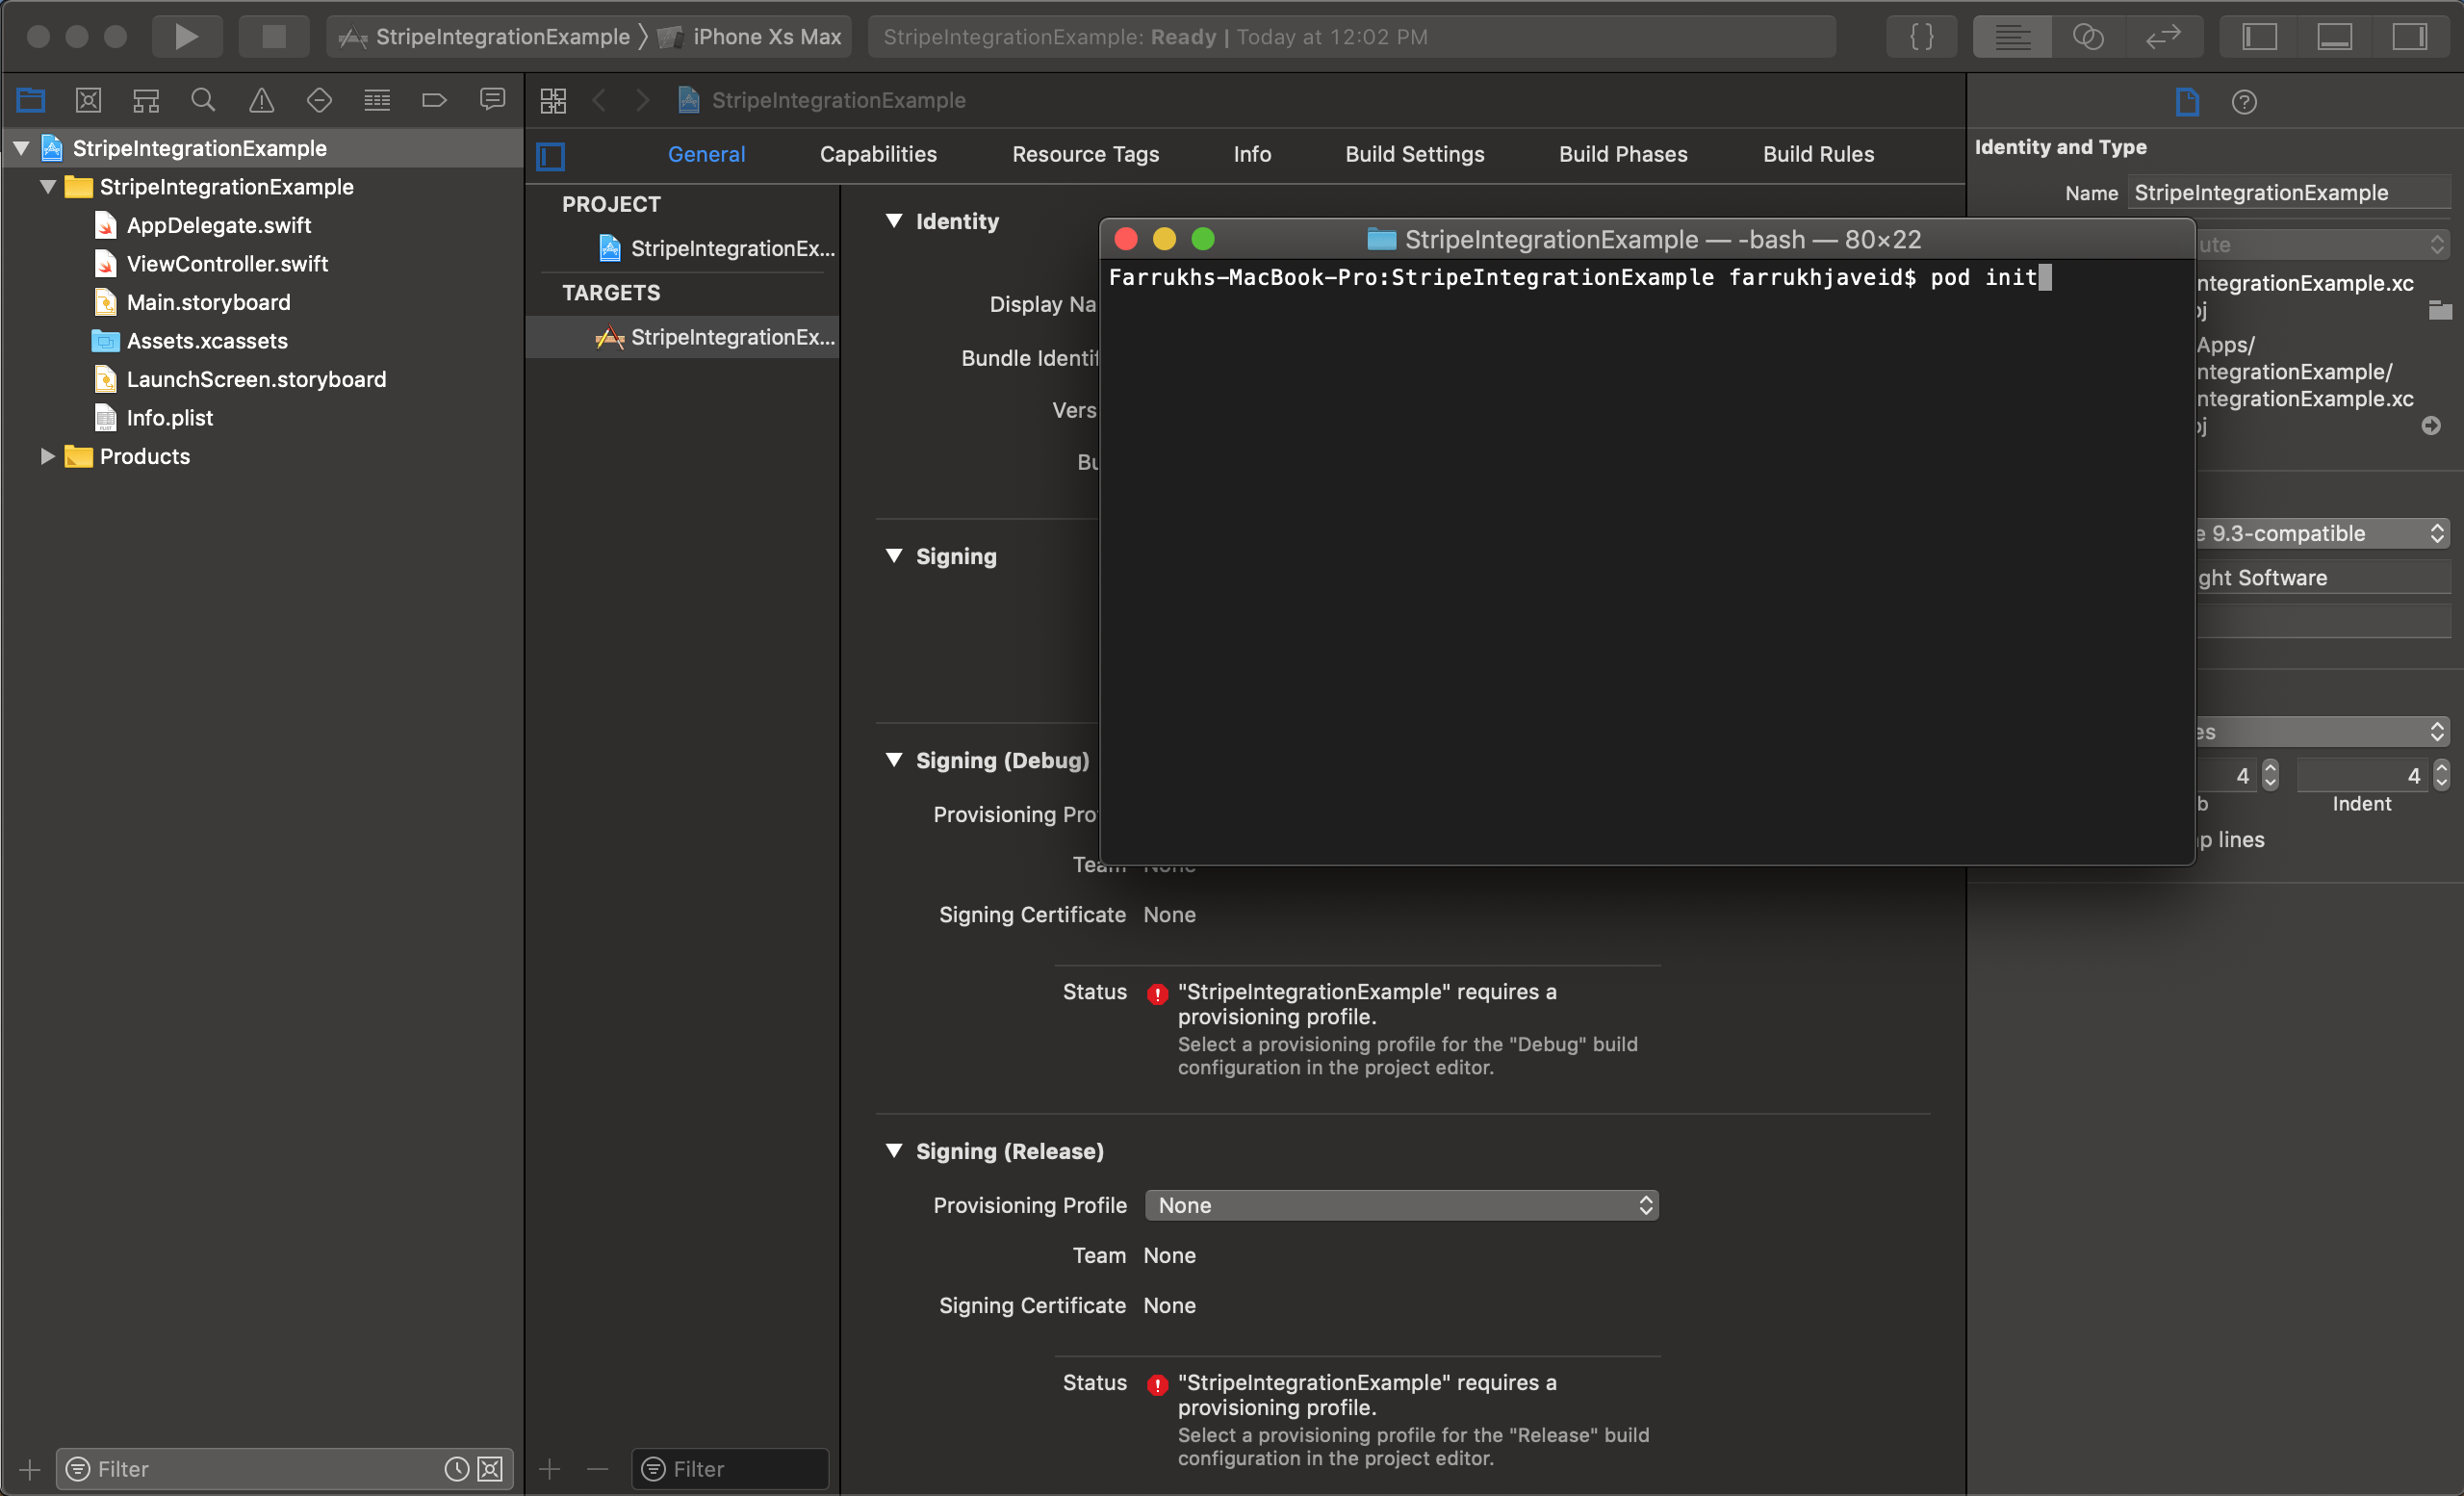 StripeIntegrationExample
iPhone Xs Max
StripeIntegrationExample: Ready | Today at 12:02 PM
{ }
StripeIntegrationExample
StripeIntegrationExample
AppDelegate.swift
ViewController.swift
Main.storyboard
Assets.xcassets
LaunchScreen.storyboard
Info.plist
Products
Filter
StripeIntegrationExample
General Capabilities Resource Tags Info Build Settings Build Phases Build Rules
PROJECT
StripeIntegrationEx...
TARGETS
StripeIntegrationEx...
Filter
StripeIntegrationExample
Identity
Display Na
Bundle Identif
Vers
Bu
Signing
Signing (Debug)
Provisioning Pro
Team None
Signing Certificate None
Status "StripeIntegrationExample" requires a
provisioning profile.
Select a provisioning profile for the "Debug" build
configuration in the project editor.
Signing (Release)
Provisioning Profile None
Team None
Signing Certificate None
Status "StripeIntegrationExample" requires a
provisioning profile.
Select a provisioning profile for the "Release" build
configuration in the project editor.
StripeIntegrationExample — -bash — 80×22
Farrukhs-MacBook-Pro:StripeIntegrationExample farrukhjaveid$ pod init
Identity and Type
Name StripeIntegrationExample
ute
ntegrationExample.xc
oj
Apps/
ntegrationExample/
ntegrationExample.xc
oj
e 9.3-compatible
ght Software
es
4 4
b Indent
p lines